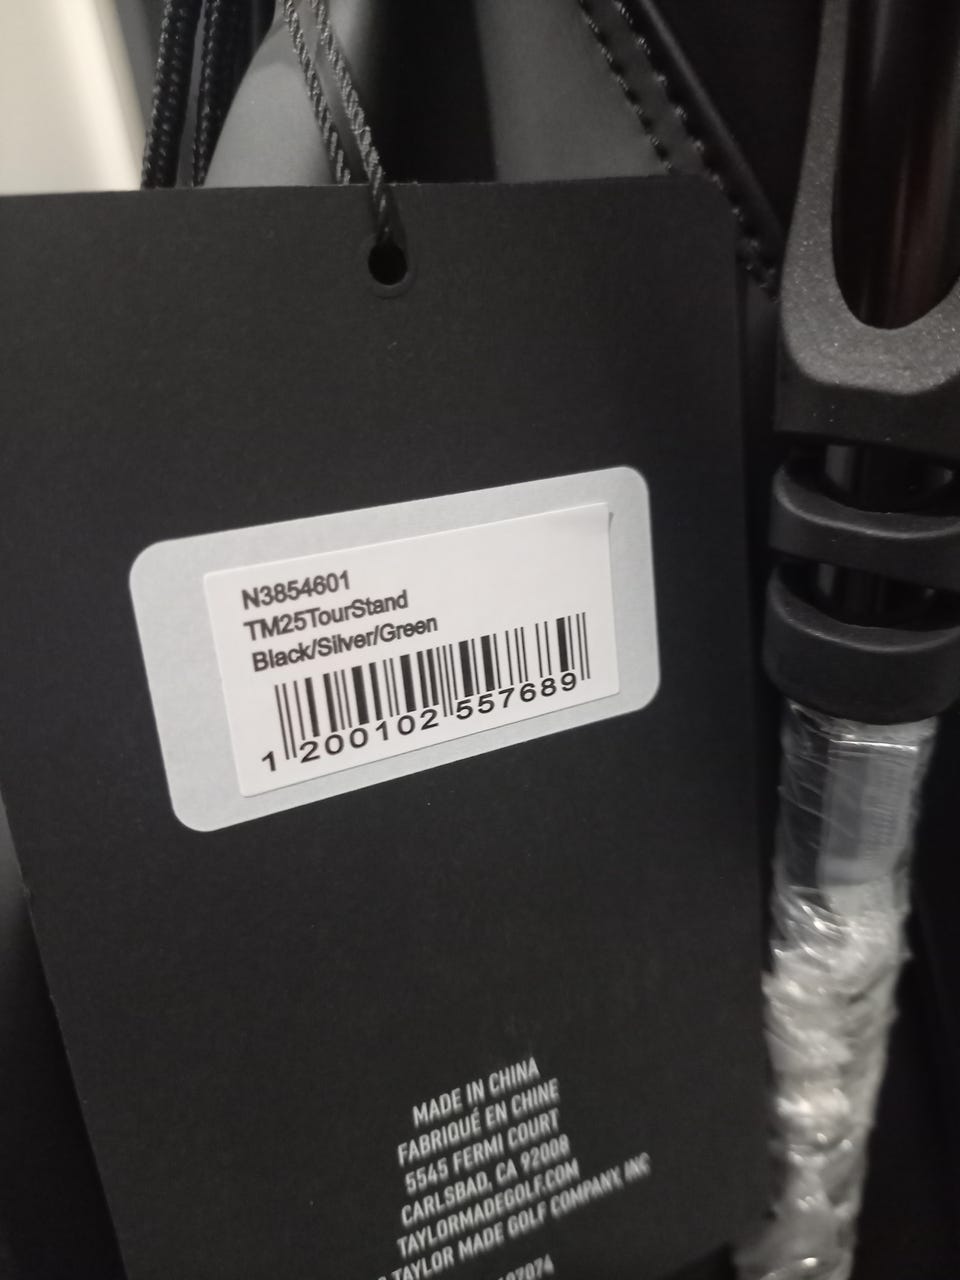 N3854601
TM25TourStand
Black/Silver/Green
1 200102 557689
MADE IN CHINA
FABRIQUÉ EN CHINE
5545 FERMI COURT
CARLSBAD, CA 92008
TAYLORMADEGOLF.COM
TAYLOR MADE GOLF COMPANY, INC